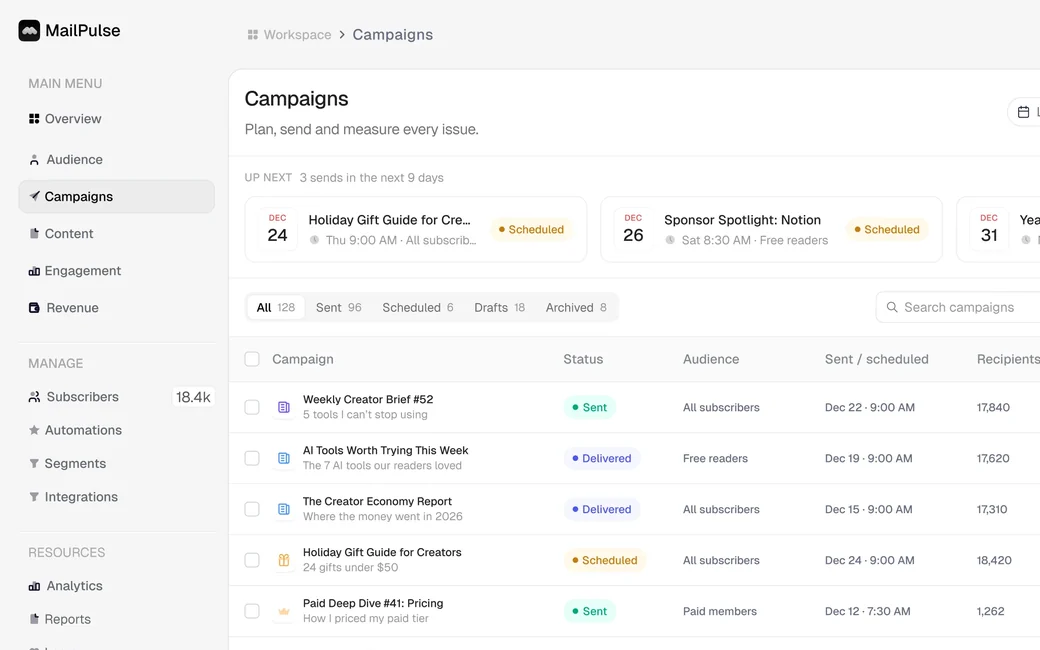 MailPulse
Workspace > Campaigns
MAIN MENU
Overview
Audience
Campaigns
Content
Engagement
Revenue
MANAGE
Subscribers 18.4k
Automations
Segments
Integrations
RESOURCES
Analytics
Reports
Campaigns
Plan, send and measure every issue.
UP NEXT 3 sends in the next 9 days
DEC
24
Holiday Gift Guide for Cre...
Thu 9:00 AM · All subscrib...
Scheduled
DEC
26
Sponsor Spotlight: Notion
Sat 8:30 AM · Free readers
Scheduled
DEC
31
All 128 Sent 96 Scheduled 6 Drafts 18 Archived 8
Search campaigns
Campaign Status Audience Sent / scheduled Recipients
Weekly Creator Brief #52
5 tools I can't stop using
Sent All subscribers Dec 22 · 9:00 AM 17,840
AI Tools Worth Trying This Week
The 7 AI tools our readers loved
Delivered Free readers Dec 19 · 9:00 AM 17,620
The Creator Economy Report
Where the money went in 2026
Delivered All subscribers Dec 15 · 9:00 AM 17,310
Holiday Gift Guide for Creators
24 gifts under $50
Scheduled All subscribers Dec 24 · 9:00 AM 18,420
Paid Deep Dive #41: Pricing
How I priced my paid tier
Sent Paid members Dec 12 · 7:30 AM 1,262